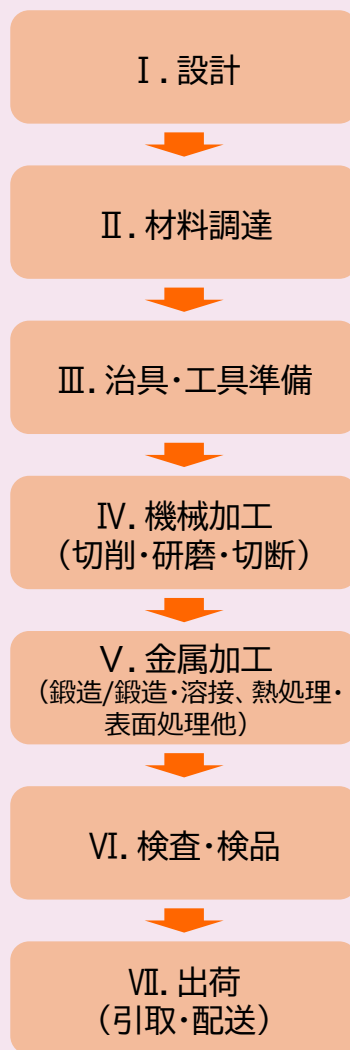 Ⅰ．設計
Ⅱ．材料調達
Ⅲ．治具・工具準備
Ⅳ．機械加工
（切削・研磨・切断）
Ⅴ．金属加工
（鍛造/鍛造・溶接、熱処理・
表面処理他）
Ⅵ．検査・検品
Ⅶ．出荷
（引取・配送）